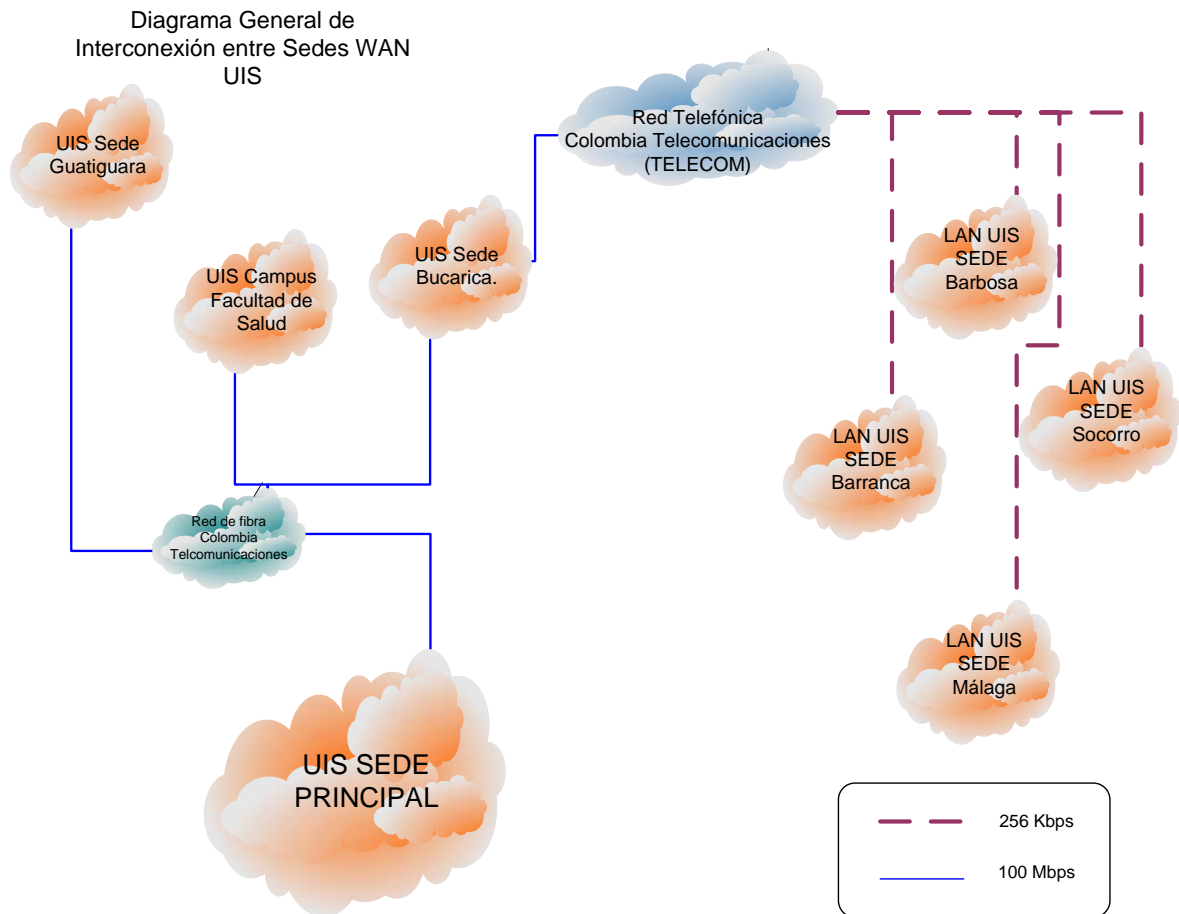 Diagrama General de
Interconexión entre Sedes WAN
UIS
UIS Sede
Guatiguara
UIS Campus
Facultad de
Salud
UIS Sede
Bucarica.
Red Telefónica
Colombia Telecomunicaciones
(TELECOM)
LAN UIS
SEDE
Barbosa
LAN UIS
SEDE
Socorro
LAN UIS
SEDE
Barranca
Red de fibra
Colombia
Telcomunicaciones
LAN UIS
SEDE
Málaga
UIS SEDE
PRINCIPAL
256 Kbps
100 Mbps